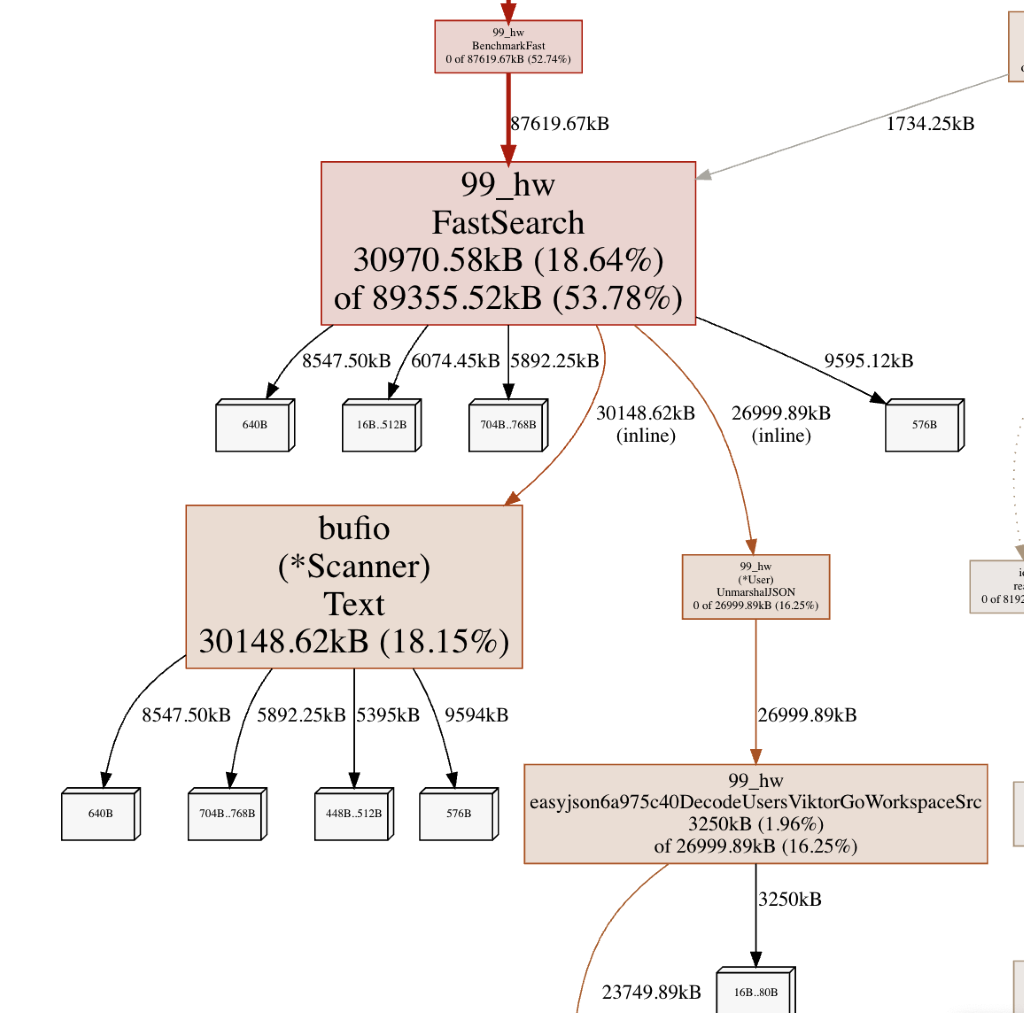 99_hw
BenchmarkFast
0 of 87619.67kB (52.74%)
87619.67kB
1734.25kB
99_hw
FastSearch
30970.58kB (18.64%)
of 89355.52kB (53.78%)
8547.50kB
6074.45kB
5892.25kB
9595.12kB
30148.62kB
(inline)
26999.89kB
(inline)
640B
16B..512B
704B..768B
576B
bufio
(*Scanner)
Text
30148.62kB (18.15%)
99_hw
(*User)
UnmarshalJSON
0 of 26999.89kB (16.25%)
0 of 8192
8547.50kB
5892.25kB
5395kB
9594kB
26999.89kB
640B
704B..768B
448B..512B
576B
99_hw
easyjson6a975c40DecodeUsersViktorGoWorkspaceSrc
3250kB (1.96%)
of 26999.89kB (16.25%)
3250kB
23749.89kB
16B..80B